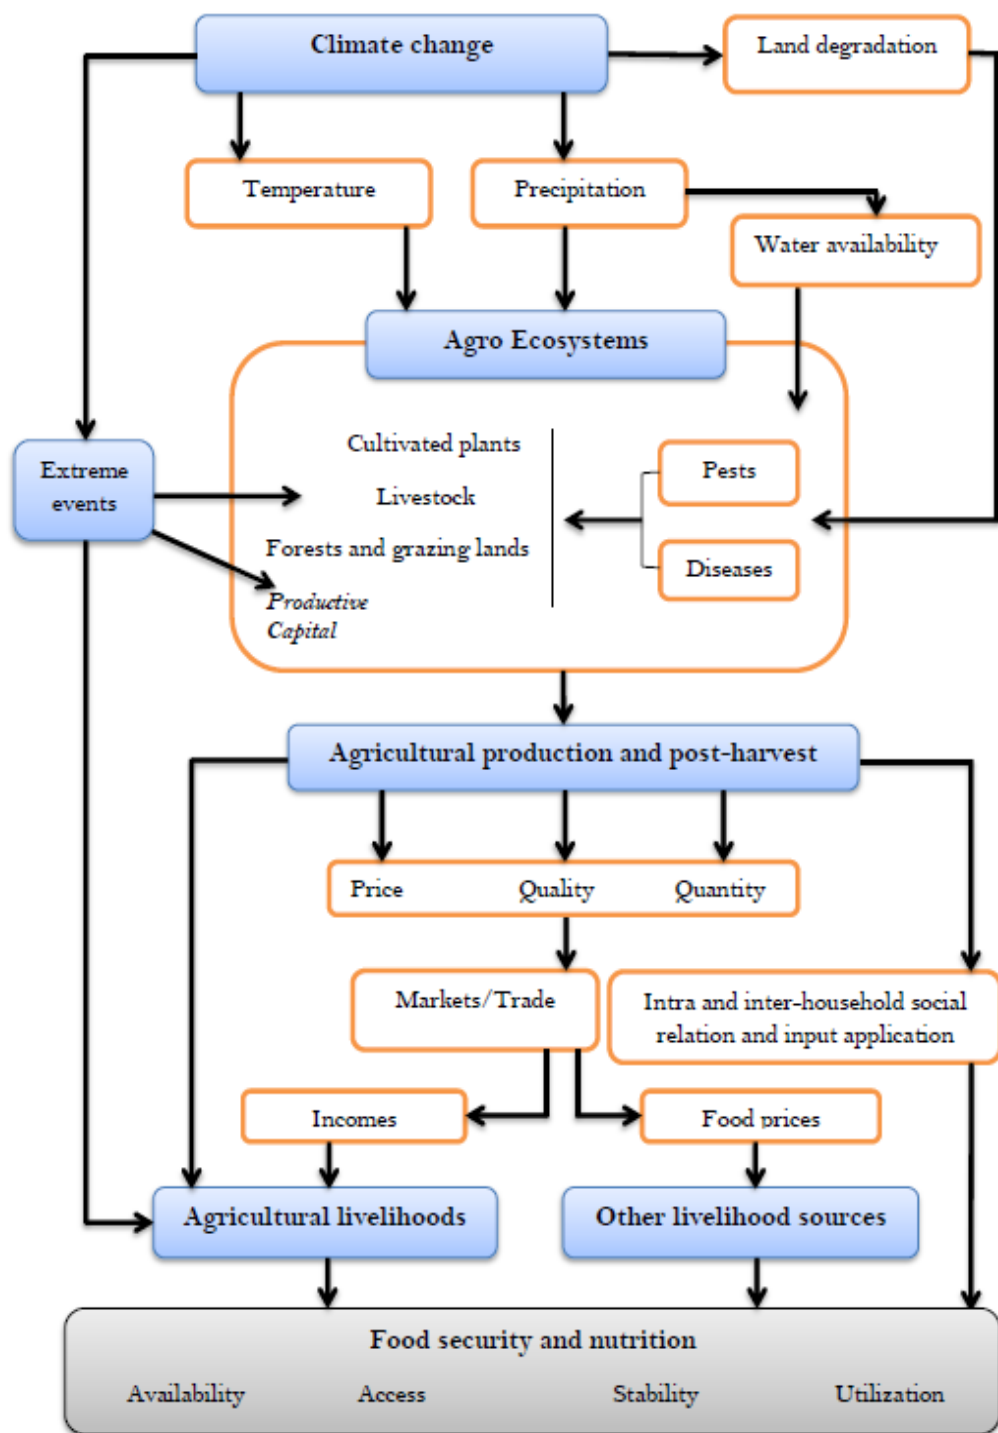 Climate change
Land degradation
Temperature
Precipitation
Water availability
Agro Ecosystems
Extreme
events
Cultivated plants
Livestock
Forests and grazing lands
Productive
Capital
Pests
Diseases
Agricultural production and post-harvest
Price
Quality
Quantity
Markets/Trade
Intra and inter-household social
relation and input application
Incomes
Food prices
Agricultural livelihoods
Other livelihood sources
Food security and nutrition
Availability
Access
Stability
Utilization